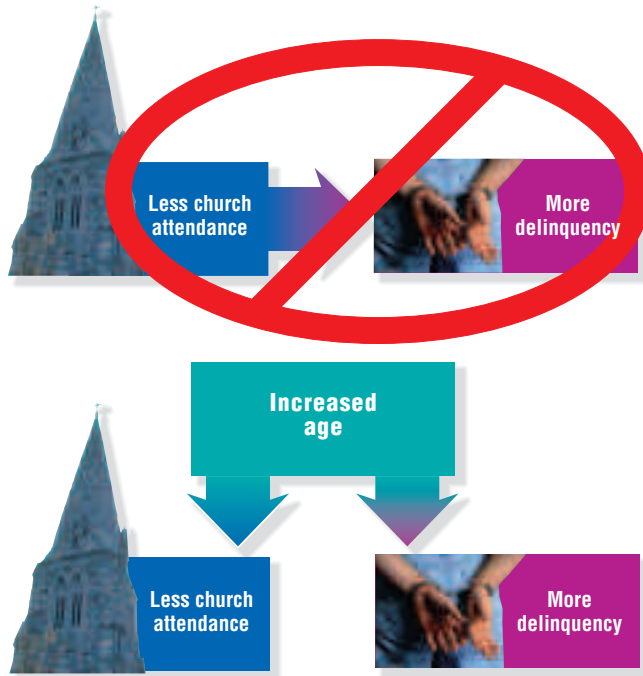 Less church
attendance
More
delinquency
Increased
age
Less church
attendance
More
delinquency